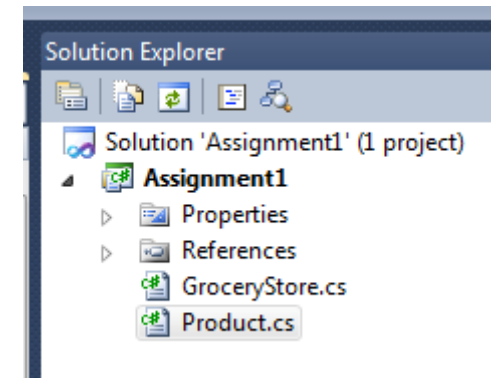 Solution Explorer
Solution 'Assignment1' (1 project)
C# Assignment1
Properties
References
C# GroceryStore.cs
C# Product.cs